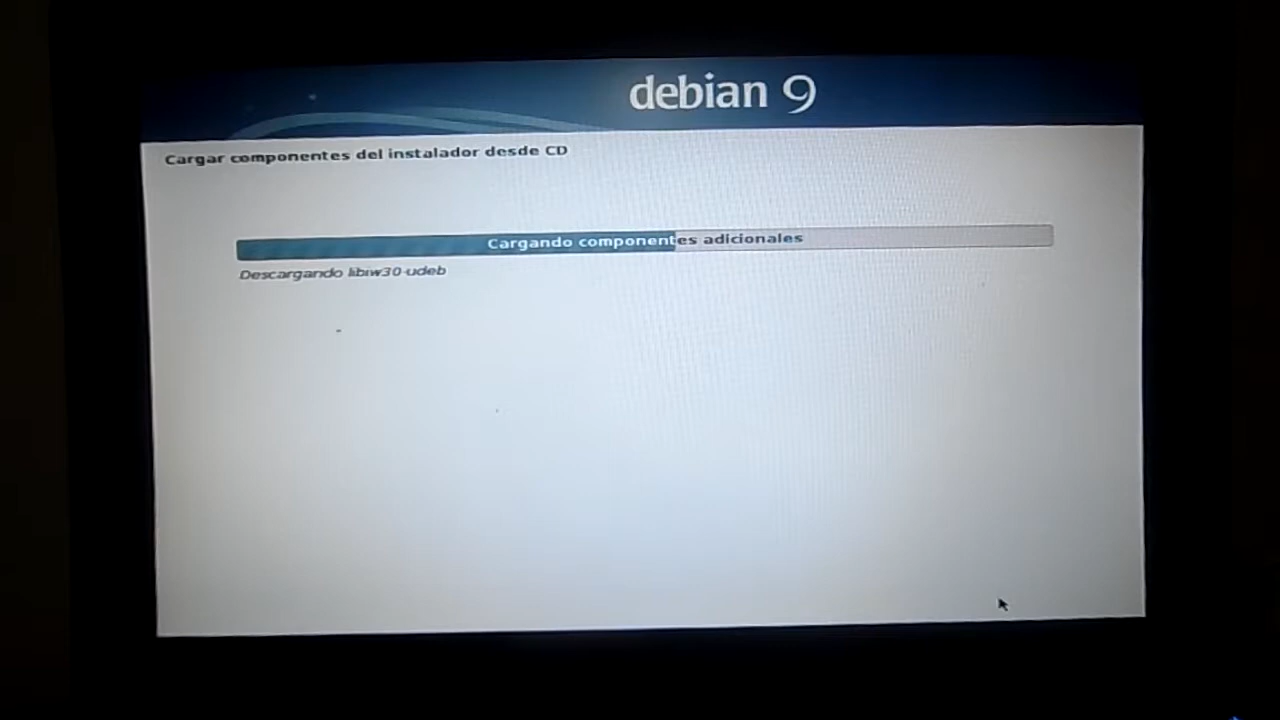 debian 9
Cargar componentes del instalador desde CD
Cargando componentes adicionales
Descargando libiw30-udeb